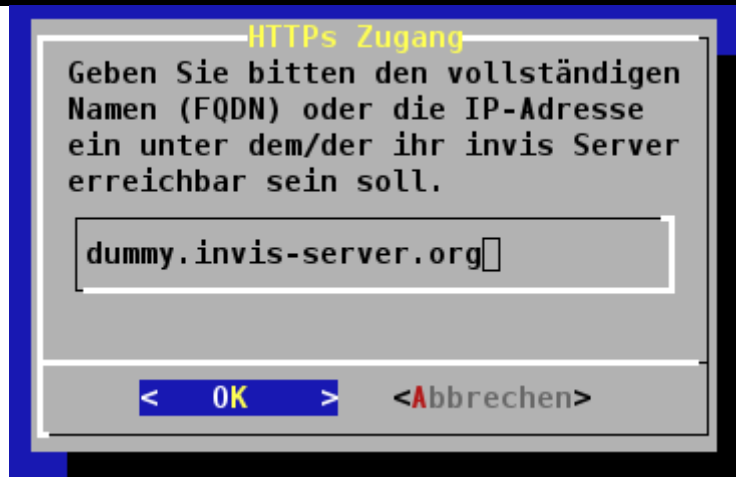 HTTPs Zugang
Geben Sie bitten den vollständigen
Namen (FQDN) oder die IP-Adresse
ein unter dem/der ihr invis Server
erreichbar sein soll.
dummy.invis-server.org
< OK > <Abbrechen>